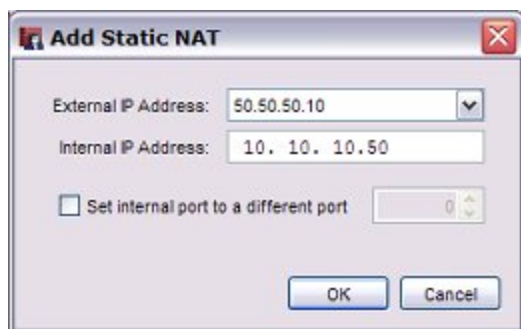 Add Static NAT
External IP Address: 50.50.50.10
Internal IP Address: 10. 10. 10.50
Set internal port to a different port 0
OK Cancel